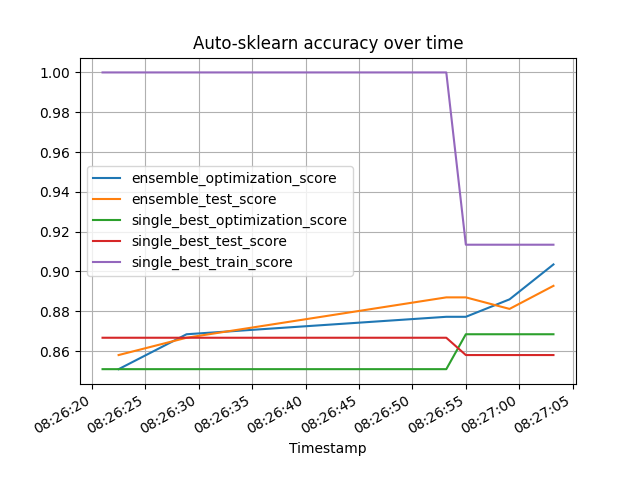 Auto-sklearn accuracy over time
1.00
0.98
0.96
0.94
0.92
0.90
0.88
0.86
ensemble_optimization_score
ensemble_test_score
single_best_optimization_score
single_best_test_score
single_best_train_score
08:26:20
08:26:25
08:26:30
08:26:35
08:26:40
08:26:45
08:26:50
08:26:55
08:27:00
08:27:05
Timestamp